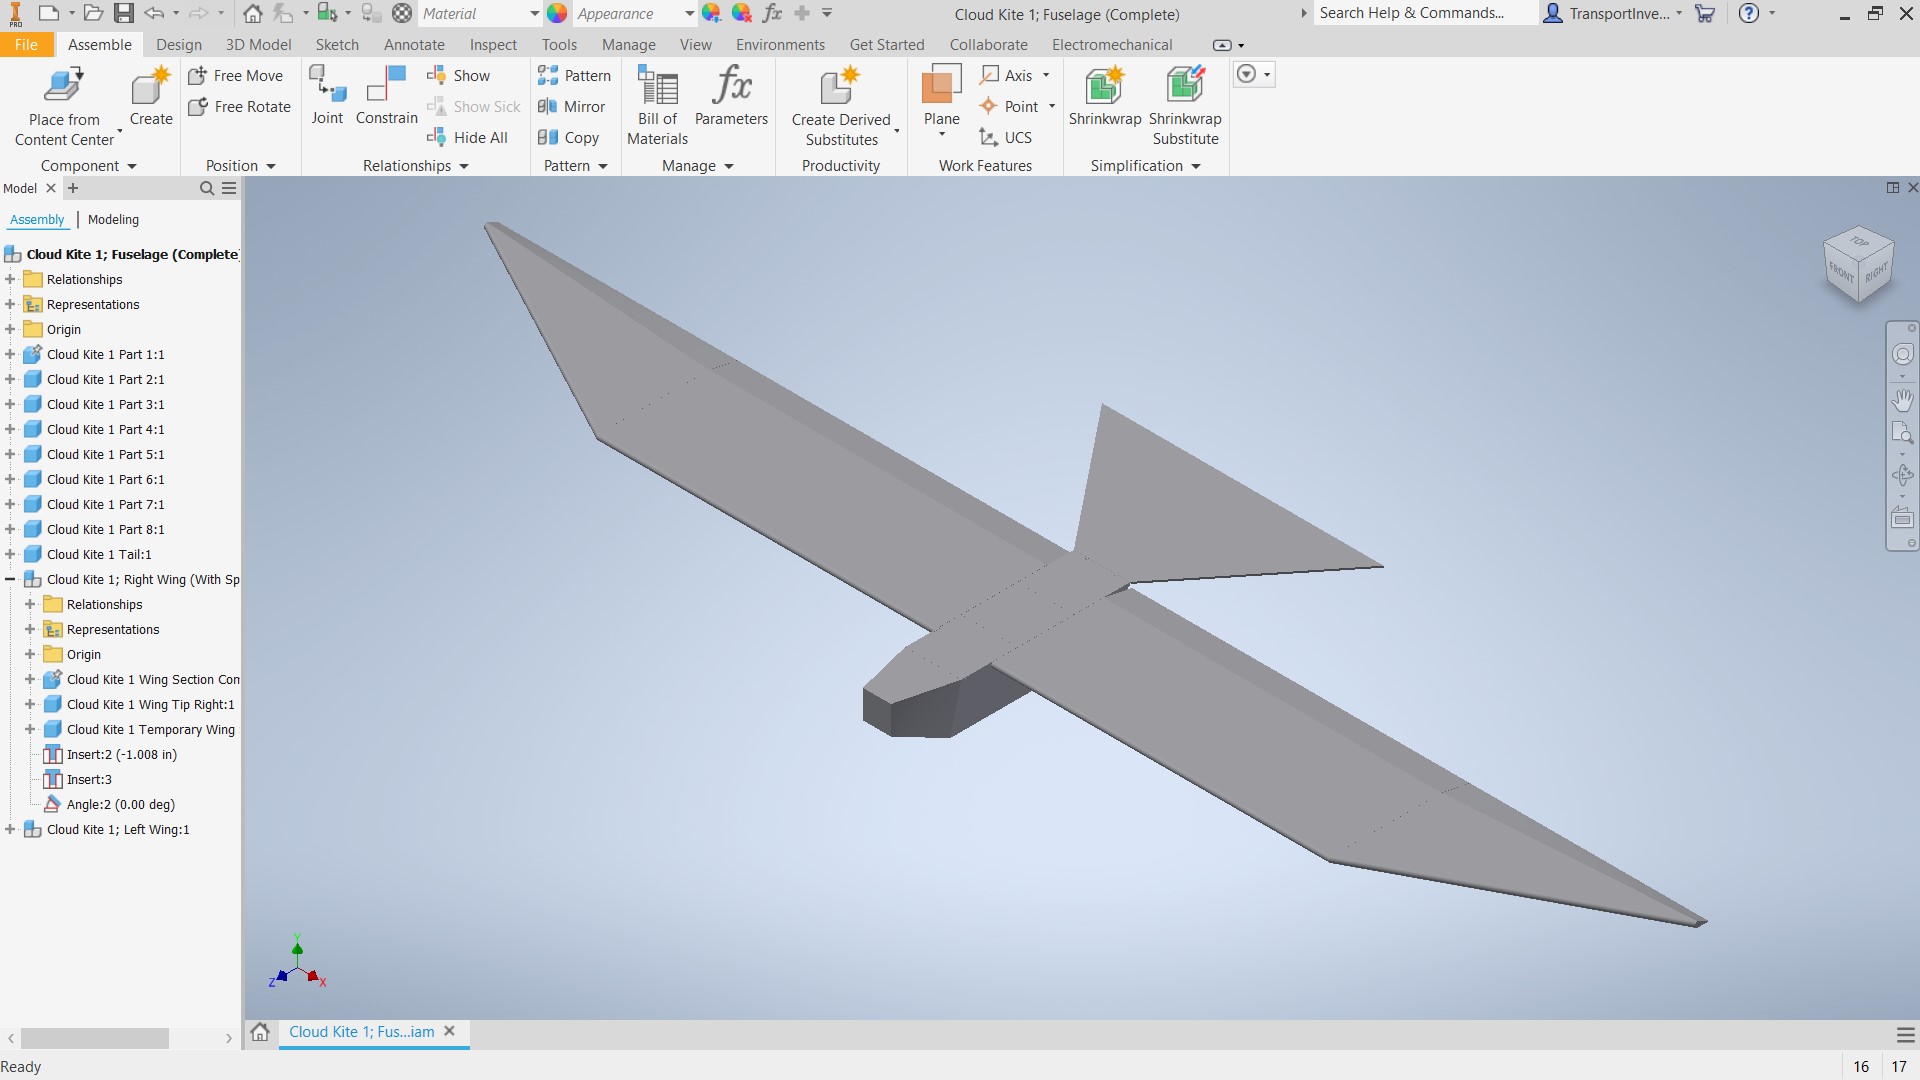 PRO
Material
Appearance
Cloud Kite 1; Fuselage (Complete)
Search Help & Commands...
TransportInve...
File
Assemble
Design
3D Model
Sketch
Annotate
Inspect
Tools
Manage
View
Environments
Get Started
Collaborate
Electromechanical
Place from
Content Center
Create
Component
Free Move
Free Rotate
Position
Joint
Constrain
Show
Show Sick
Hide All
Relationships
Pattern
Mirror
Copy
Pattern
Bill of
Materials
fx
Parameters
Manage
Create Derived
Substitutes
Productivity
Plane
Axis
Point
UCS
Work Features
Shrinkwrap
Shrinkwrap
Substitute
Simplification
Model
Assembly
Modeling
Cloud Kite 1; Fuselage (Complete
Relationships
Representations
Origin
Cloud Kite 1 Part 1:1
Cloud Kite 1 Part 2:1
Cloud Kite 1 Part 3:1
Cloud Kite 1 Part 4:1
Cloud Kite 1 Part 5:1
Cloud Kite 1 Part 6:1
Cloud Kite 1 Part 7:1
Cloud Kite 1 Part 8:1
Cloud Kite 1 Tail:1
Cloud Kite 1; Right Wing (With Sp
Relationships
Representations
Origin
Cloud Kite 1 Wing Section Con
Cloud Kite 1 Wing Tip Right:1
Cloud Kite 1 Temporary Wing
Insert:2 (-1.008 in)
Insert:3
Angle:2 (0.00 deg)
Cloud Kite 1; Left Wing:1
TOP
FRONT
RIGHT
Y
Z
X
Cloud Kite 1; Fus...iam
Ready
16
17